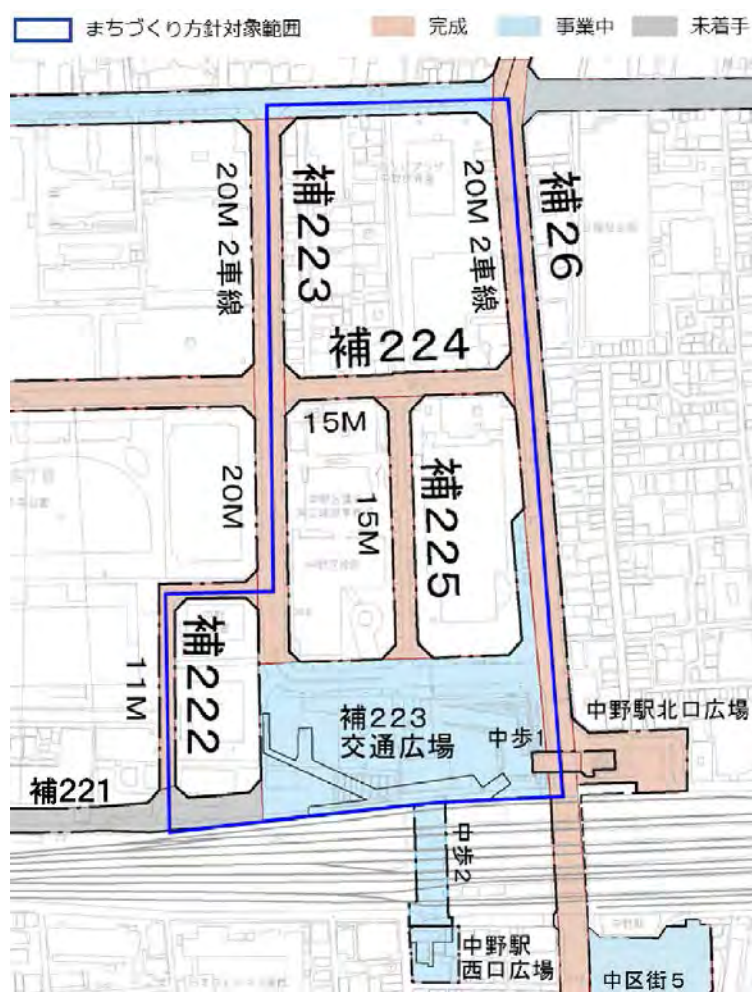 まちづくり方針対象範囲 完成 事業中 未着手
20M 2車線
補223
20M 2車線
補26
補224
15M
15M
補225
20M
補222
11M
補223
交通広場
中歩1
中野駅北口広場
補221
中歩2
中野駅
西口広場
中区街5